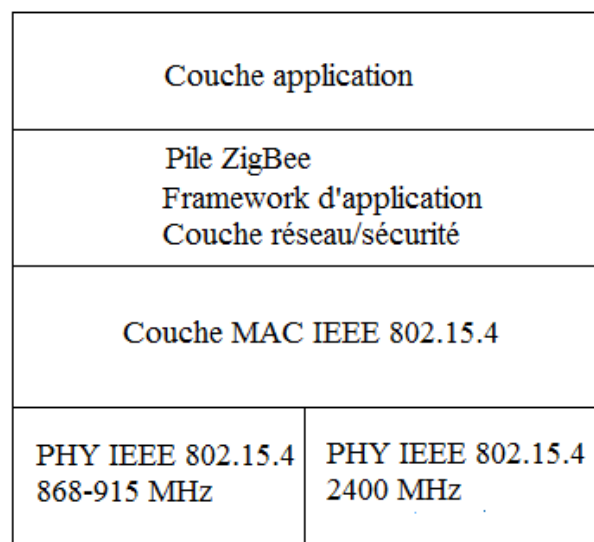 Couche application
Pile ZigBee
Framework d'application
Couche réseau/sécurité
Couche MAC IEEE 802.15.4
PHY IEEE 802.15.4
868-915 MHz
PHY IEEE 802.15.4
2400 MHz